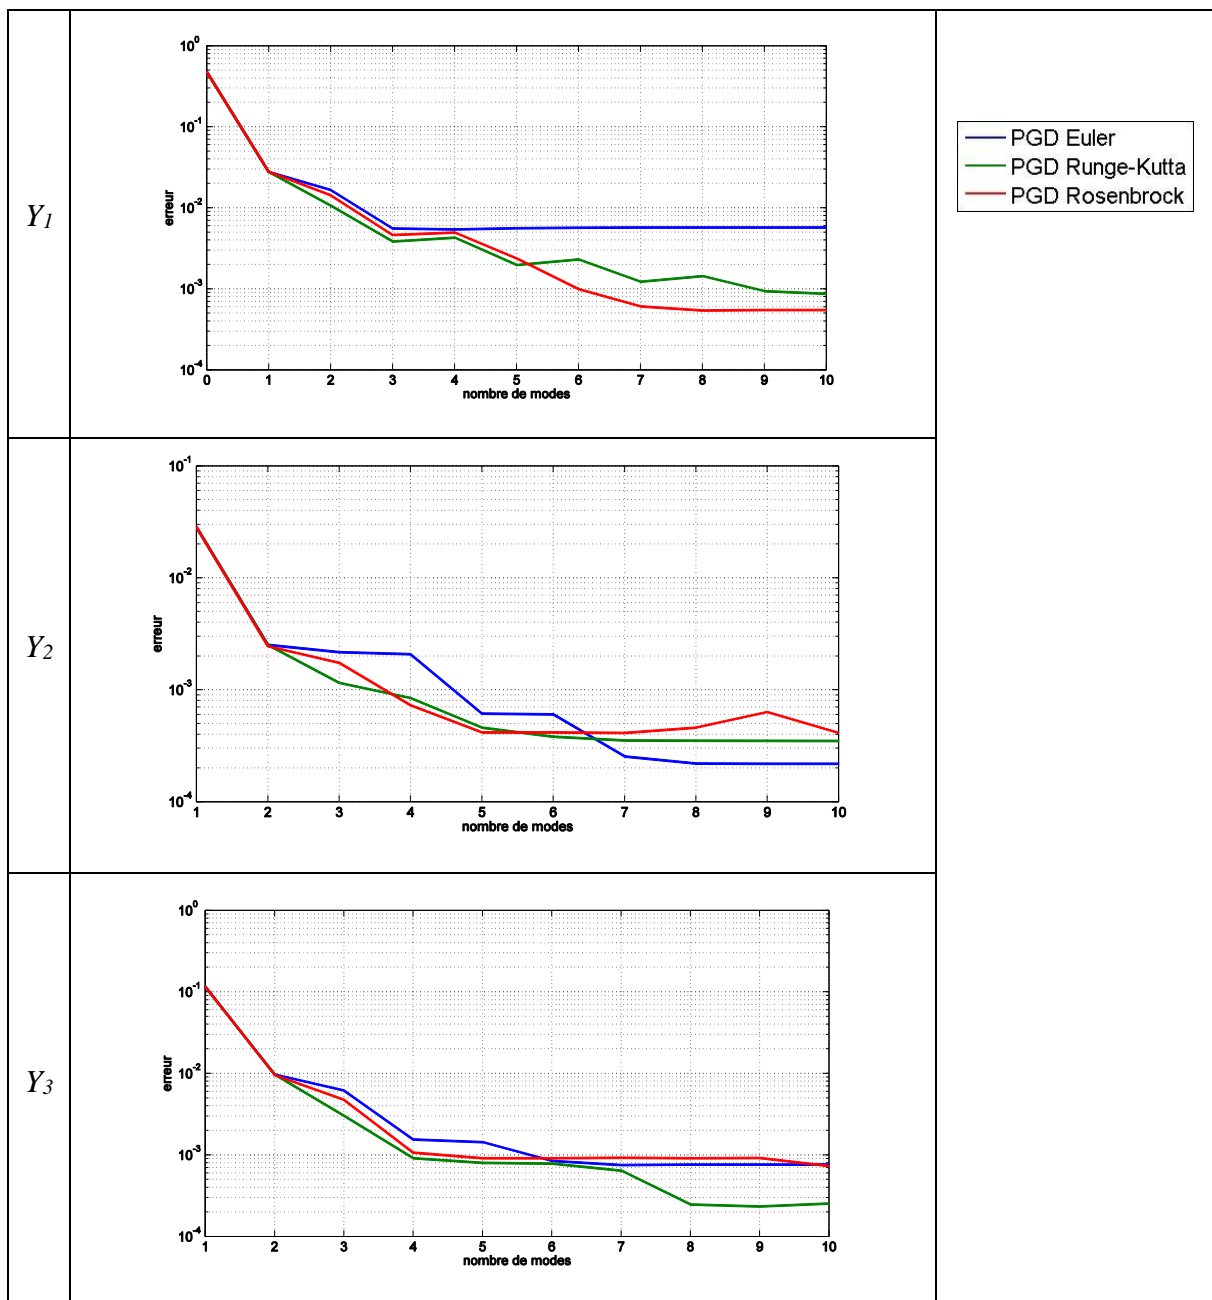 Y1
10^0
10^-1
10^-2
10^-3
10^-4
erreur
0 1 2 3 4 5 6 7 8 9 10
nombre de modes
PGD Euler
PGD Runge-Kutta
PGD Rosenbrock
Y2
10^-1
10^-2
10^-3
10^-4
erreur
1 2 3 4 5 6 7 8 9 10
nombre de modes
Y3
10^0
10^-1
10^-2
10^-3
10^-4
erreur
1 2 3 4 5 6 7 8 9 10
nombre de modes